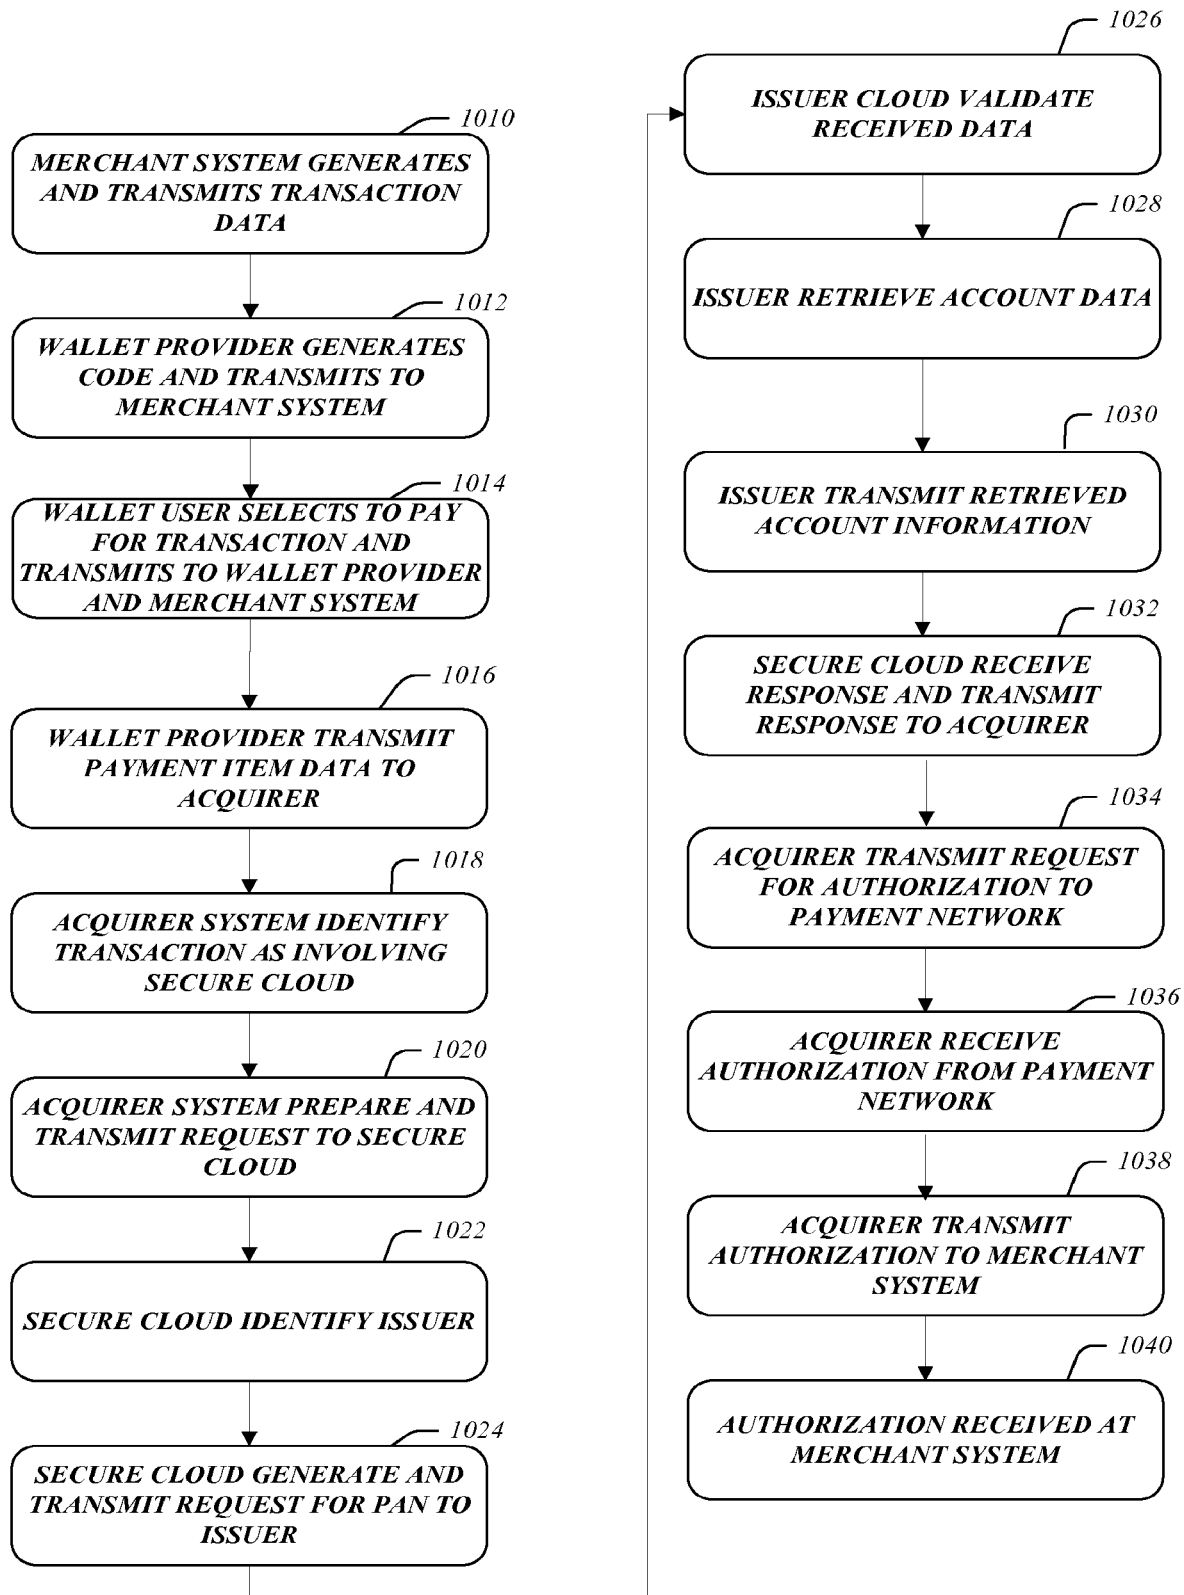 1010
MERCHANT SYSTEM GENERATES
AND TRANSMITS TRANSACTION
DATA
1012
WALLET PROVIDER GENERATES
CODE AND TRANSMITS TO
MERCHANT SYSTEM
1014
WALLET USER SELECTS TO PAY
FOR TRANSACTION AND
TRANSMITS TO WALLET PROVIDER
AND MERCHANT SYSTEM
1016
WALLET PROVIDER TRANSMIT
PAYMENT ITEM DATA TO
ACQUIRER
1018
ACQUIRER SYSTEM IDENTIFY
TRANSACTION AS INVOLVING
SECURE CLOUD
1020
ACQUIRER SYSTEM PREPARE AND
TRANSMIT REQUEST TO SECURE
CLOUD
1022
SECURE CLOUD IDENTIFY ISSUER
1024
SECURE CLOUD GENERATE AND
TRANSMIT REQUEST FOR PAN TO
ISSUER
1026
ISSUER CLOUD VALIDATE
RECEIVED DATA
1028
ISSUER RETRIEVE ACCOUNT DATA
1030
ISSUER TRANSMIT RETRIEVED
ACCOUNT INFORMATION
1032
SECURE CLOUD RECEIVE
RESPONSE AND TRANSMIT
RESPONSE TO ACQUIRER
1034
ACQUIRER TRANSMIT REQUEST
FOR AUTHORIZATION TO
PAYMENT NETWORK
1036
ACQUIRER RECEIVE
AUTHORIZATION FROM PAYMENT
NETWORK
1038
ACQUIRER TRANSMIT
AUTHORIZATION TO MERCHANT
SYSTEM
1040
AUTHORIZATION RECEIVED AT
MERCHANT SYSTEM